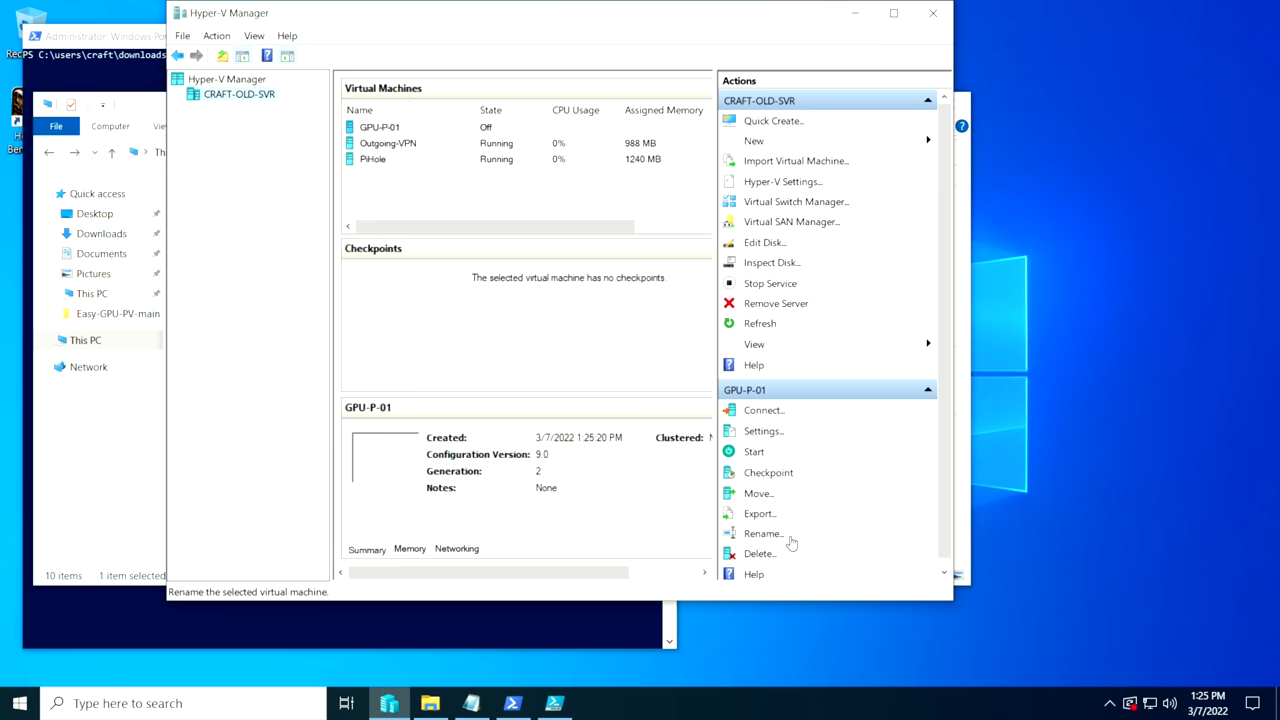 Hyper-V Manager
File Action View Help
Administrator: Windows Po
Rec
PS C:\users\craft\downloads
Ber
File Computer
Th
Quick access
Desktop
Downloads
Documents
Pictures
This PC
Easy-GPU-PV-main
This PC
Network
10 items 1 item selected
Hyper-V Manager
CRAFT-OLD-SVR
Virtual Machines
Name State CPU Usage Assigned Memory
GPU-P-01 Off
Outgoing-VPN Running 0% 988 MB
PiHole Running 0% 1240 MB
Checkpoints
The selected virtual machine has no checkpoints.
GPU-P-01
Created: 3/7/2022 1:25:20 PM Clustered:
Configuration Version: 9.0
Generation: 2
Notes: None
Summary Memory Networking
Rename the selected virtual machine.
Actions
CRAFT-OLD-SVR
Quick Create...
New
Import Virtual Machine...
Hyper-V Settings...
Virtual Switch Manager...
Virtual SAN Manager...
Edit Disk...
Inspect Disk...
Stop Service
Remove Server
Refresh
View
Help
GPU-P-01
Connect...
Settings...
Start
Checkpoint
Move...
Export...
Rename...
Delete...
Help
Type here to search
1:25 PM
3/7/2022